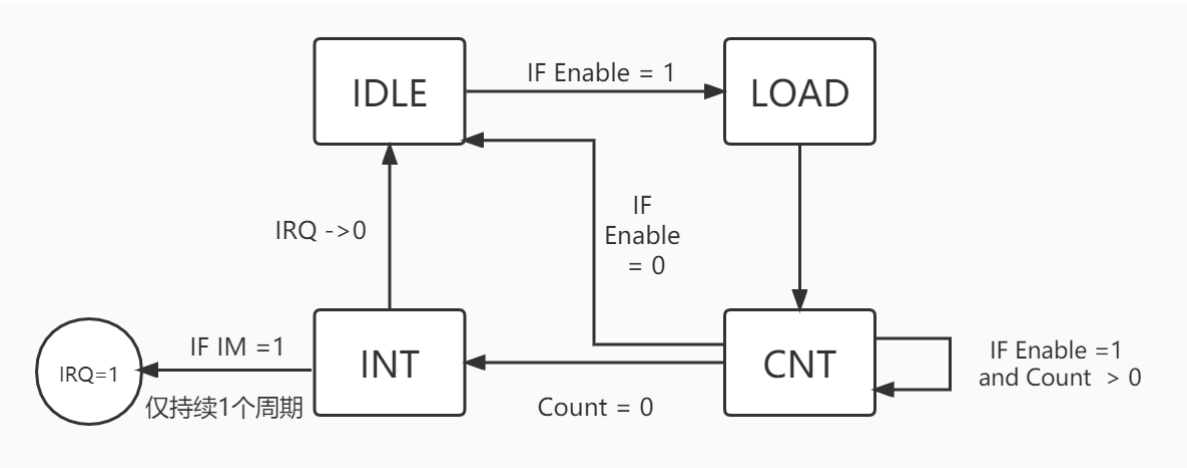 IDLE
IF Enable = 1
LOAD
IRQ ->0
IF
Enable
= 0
IRQ=1
IF IM =1
仅持续1个周期
INT
Count = 0
CNT
IF Enable =1
and Count > 0